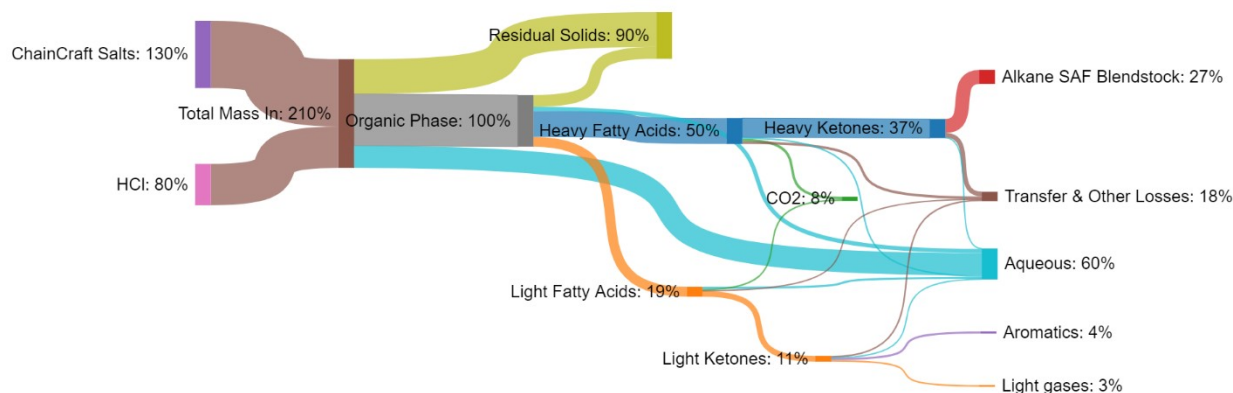 ChainCraft Salts: 130%
HCl: 80%
Total Mass In: 210%
Residual Solids: 90%
Organic Phase: 100%
Heavy Fatty Acids: 50%
Heavy Ketones: 37%
Alkane SAF Blendstock: 27%
CO2: 8%
Transfer & Other Losses: 18%
Aqueous: 60%
Light Fatty Acids: 19%
Light Ketones: 11%
Aromatics: 4%
Light gases: 3%